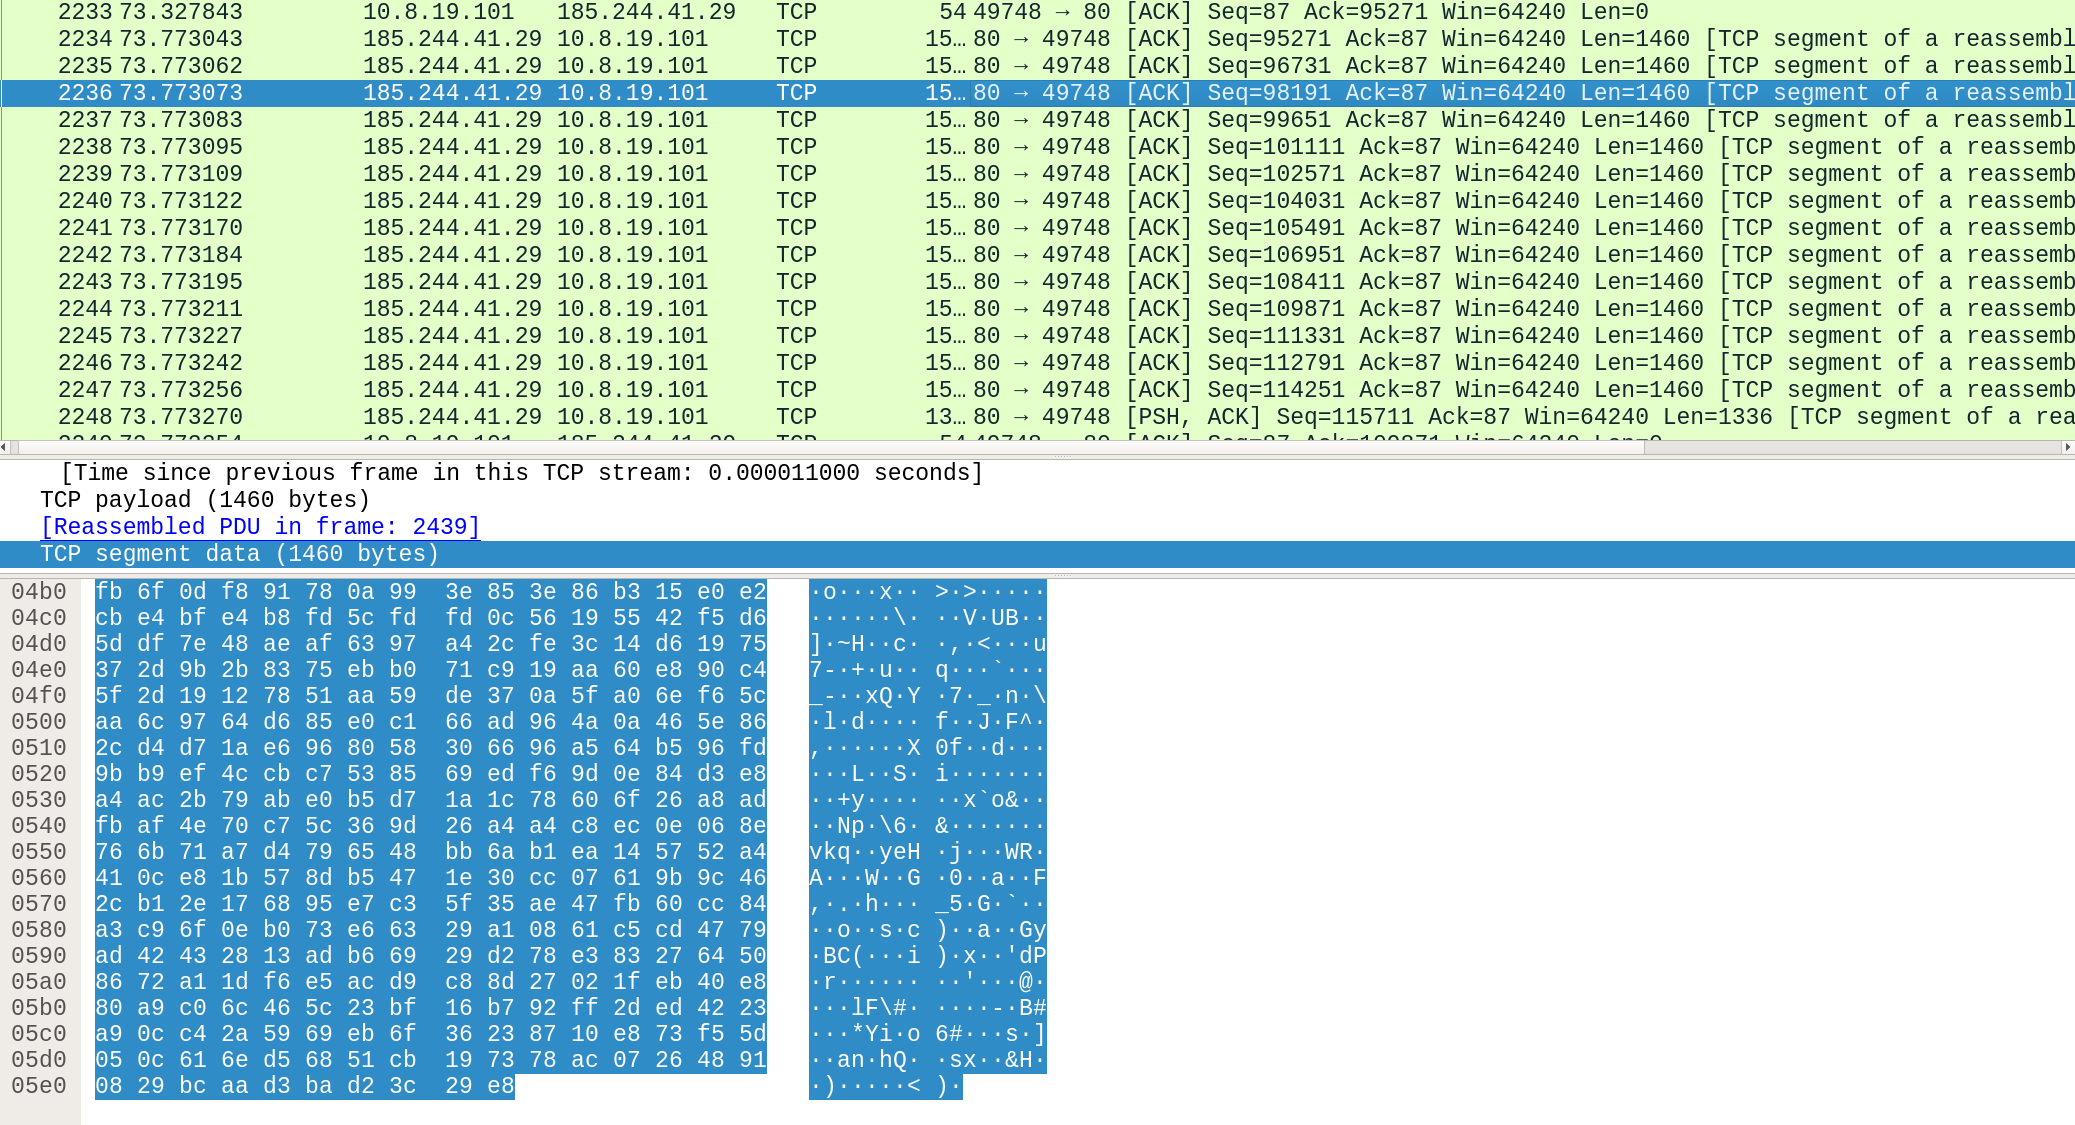 2233 73.327843 10.8.19.101 185.244.41.29 TCP 54 49748 → 80 [ACK] Seq=87 Ack=95271 Win=64240 Len=0
2234 73.773043 185.244.41.29 10.8.19.101 TCP 15… 80 → 49748 [ACK] Seq=95271 Ack=87 Win=64240 Len=1460 [TCP segment of a reassembl
2235 73.773062 185.244.41.29 10.8.19.101 TCP 15… 80 → 49748 [ACK] Seq=96731 Ack=87 Win=64240 Len=1460 [TCP segment of a reassembl
2236 73.773073 185.244.41.29 10.8.19.101 TCP 15… 80 → 49748 [ACK] Seq=98191 Ack=87 Win=64240 Len=1460 [TCP segment of a reassembl
2237 73.773083 185.244.41.29 10.8.19.101 TCP 15… 80 → 49748 [ACK] Seq=99651 Ack=87 Win=64240 Len=1460 [TCP segment of a reassembl
2238 73.773095 185.244.41.29 10.8.19.101 TCP 15… 80 → 49748 [ACK] Seq=101111 Ack=87 Win=64240 Len=1460 [TCP segment of a reassemb
2239 73.773109 185.244.41.29 10.8.19.101 TCP 15… 80 → 49748 [ACK] Seq=102571 Ack=87 Win=64240 Len=1460 [TCP segment of a reassemb
2240 73.773122 185.244.41.29 10.8.19.101 TCP 15… 80 → 49748 [ACK] Seq=104031 Ack=87 Win=64240 Len=1460 [TCP segment of a reassemb
2241 73.773170 185.244.41.29 10.8.19.101 TCP 15… 80 → 49748 [ACK] Seq=105491 Ack=87 Win=64240 Len=1460 [TCP segment of a reassemb
2242 73.773184 185.244.41.29 10.8.19.101 TCP 15… 80 → 49748 [ACK] Seq=106951 Ack=87 Win=64240 Len=1460 [TCP segment of a reassemb
2243 73.773195 185.244.41.29 10.8.19.101 TCP 15… 80 → 49748 [ACK] Seq=108411 Ack=87 Win=64240 Len=1460 [TCP segment of a reassemb
2244 73.773211 185.244.41.29 10.8.19.101 TCP 15… 80 → 49748 [ACK] Seq=109871 Ack=87 Win=64240 Len=1460 [TCP segment of a reassemb
2245 73.773227 185.244.41.29 10.8.19.101 TCP 15… 80 → 49748 [ACK] Seq=111331 Ack=87 Win=64240 Len=1460 [TCP segment of a reassemb
2246 73.773242 185.244.41.29 10.8.19.101 TCP 15… 80 → 49748 [ACK] Seq=112791 Ack=87 Win=64240 Len=1460 [TCP segment of a reassemb
2247 73.773256 185.244.41.29 10.8.19.101 TCP 15… 80 → 49748 [ACK] Seq=114251 Ack=87 Win=64240 Len=1460 [TCP segment of a reassemb
2248 73.773270 185.244.41.29 10.8.19.101 TCP 13… 80 → 49748 [PSH, ACK] Seq=115711 Ack=87 Win=64240 Len=1336 [TCP segment of a rea
[Time since previous frame in this TCP stream: 0.000011000 seconds]
TCP payload (1460 bytes)
[Reassembled PDU in frame: 2439]
TCP segment data (1460 bytes)
04b0 fb 6f 0d f8 91 78 0a 99 3e 85 3e 86 b3 15 e0 e2 ·o···x·· >·>·····
04c0 cb e4 bf e4 b8 fd 5c fd fd 0c 56 19 55 42 f5 d6 ······\· ··V·UB··
04d0 5d df 7e 48 ae af 63 97 a4 2c fe 3c 14 d6 19 75 ]·~H··c· ·,·<···u
04e0 37 2d 9b 2b 83 75 eb b0 71 c9 19 aa 60 e8 90 c4 7-·+·u·· q···`···
04f0 5f 2d 19 12 78 51 aa 59 de 37 0a 5f a0 6e f6 5c _-··xQ·Y ·7·_·n·\
0500 aa 6c 97 64 d6 85 e0 c1 66 ad 96 4a 0a 46 5e 86 ·l·d···· f··J·F^·
0510 2c d4 d7 1a e6 96 80 58 30 66 96 a5 64 b5 96 fd ,······X 0f··d···
0520 9b b9 ef 4c cb c7 53 85 69 ed f6 9d 0e 84 d3 e8 ···L··S· i·······
0530 a4 ac 2b 79 ab e0 b5 d7 1a 1c 78 60 6f 26 a8 ad ··+y···· ··x`o&··
0540 fb af 4e 70 c7 5c 36 9d 26 a4 a4 c8 ec 0e 06 8e ··Np·\6· &·······
0550 76 6b 71 a7 d4 79 65 48 bb 6a b1 ea 14 57 52 a4 vkq··yeH ·j···WR·
0560 41 0c e8 1b 57 8d b5 47 1e 30 cc 07 61 9b 9c 46 A···W··G ·0··a··F
0570 2c b1 2e 17 68 95 e7 c3 5f 35 ae 47 fb 60 cc 84 ,·.·h··· _5·G·`··
0580 a3 c9 6f 0e b0 73 e6 63 29 a1 08 61 c5 cd 47 79 ··o··s·c )··a··Gy
0590 ad 42 43 28 13 ad b6 69 29 d2 78 e3 83 27 64 50 ·BC(···i )·x··'dP
05a0 86 72 a1 1d f6 e5 ac d9 c8 8d 27 02 1f eb 40 e8 ·r······ ··'···@·
05b0 80 a9 c0 6c 46 5c 23 bf 16 b7 92 ff 2d ed 42 23 ···lF\#· ····-·B#
05c0 a9 0c c4 2a 59 69 eb 6f 36 23 87 10 e8 73 f5 5d ···*Yi·o 6#···s·]
05d0 05 0c 61 6e d5 68 51 cb 19 73 78 ac 07 26 48 91 ··an·hQ· ·sx··&H·
05e0 08 29 bc aa d3 ba d2 3c 29 e8 ·)·····< )·